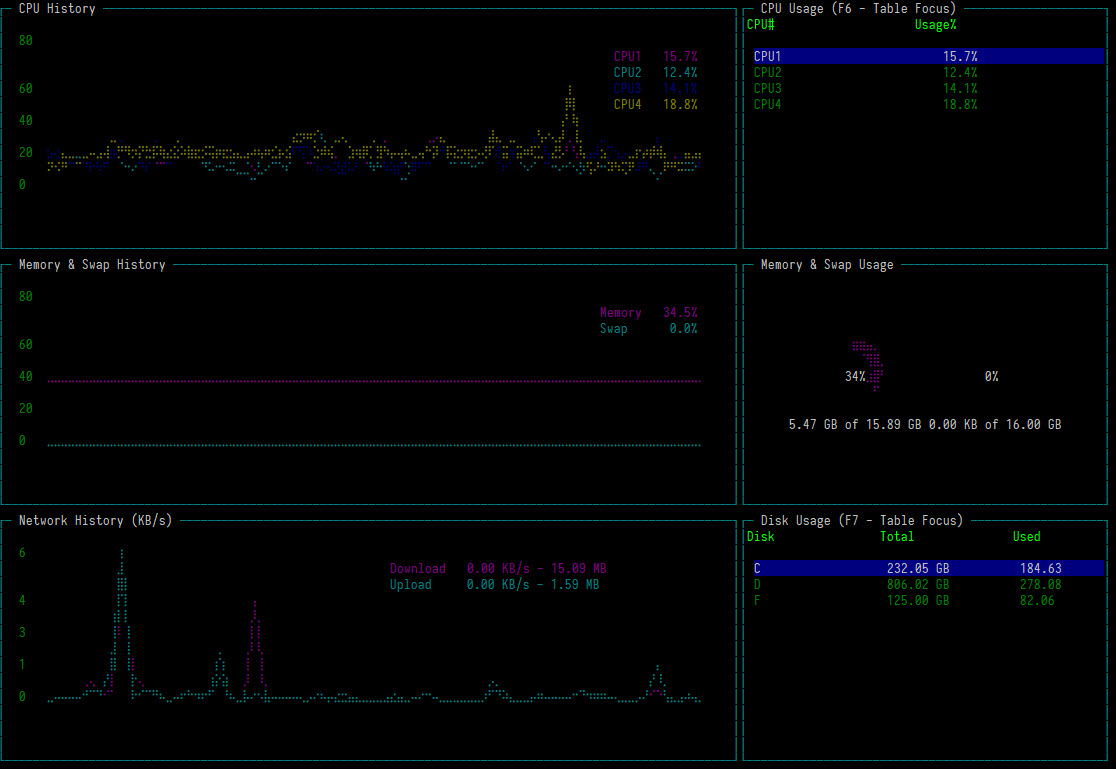 CPU History
80
CPU1 15.7%
CPU2 12.4%
60
CPU3 14.1%
CPU4 18.8%
40
20
0
CPU Usage (F6 - Table Focus)
CPU# Usage%
CPU1 15.7%
CPU2 12.4%
CPU3 14.1%
CPU4 18.8%
Memory & Swap History
80
Memory 34.5%
Swap 0.0%
60
40
20
0
Memory & Swap Usage
34% 0%
5.47 GB of 15.89 GB 0.00 KB of 16.00 GB
Network History (KB/s)
6
Download 0.00 KB/s - 15.09 MB
Upload 0.00 KB/s - 1.59 MB
4
3
1
0
Disk Usage (F7 - Table Focus)
Disk Total Used
C 232.05 GB 184.63
D 806.02 GB 278.08
F 125.00 GB 82.06